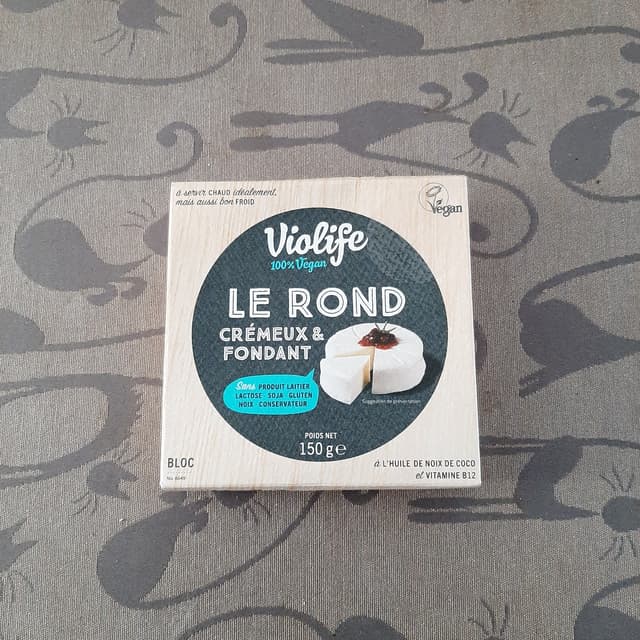 à servir CHAUD idéalement,
mais aussi bon FROID
Vegan
Violife
100% Vegan
LE ROND
CRÉMEUX &
FONDANT
Sans PRODUIT LAITIER
LACTOSE · SOJA · GLUTEN
NOIX · CONSERVATEUR
Suggestion de présentation
POIDS NET
150 g e
BLOC
à L'HUILE DE NOIX DE COCO
et VITAMINE B12